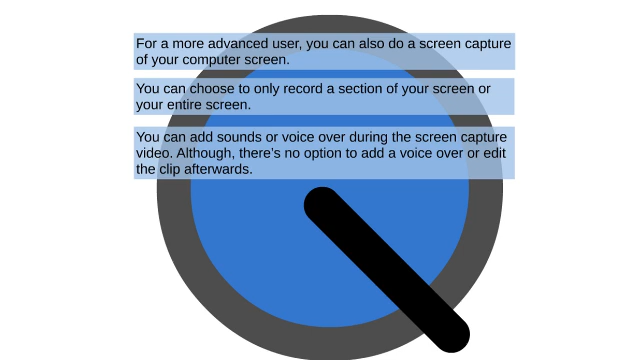 For a more advanced user, you can also do a screen capture
of your computer screen.
You can choose to only record a section of your screen or
your entire screen.
You can add sounds or voice over during the screen capture
video. Although, there's no option to add a voice over or edit
the clip afterwards.